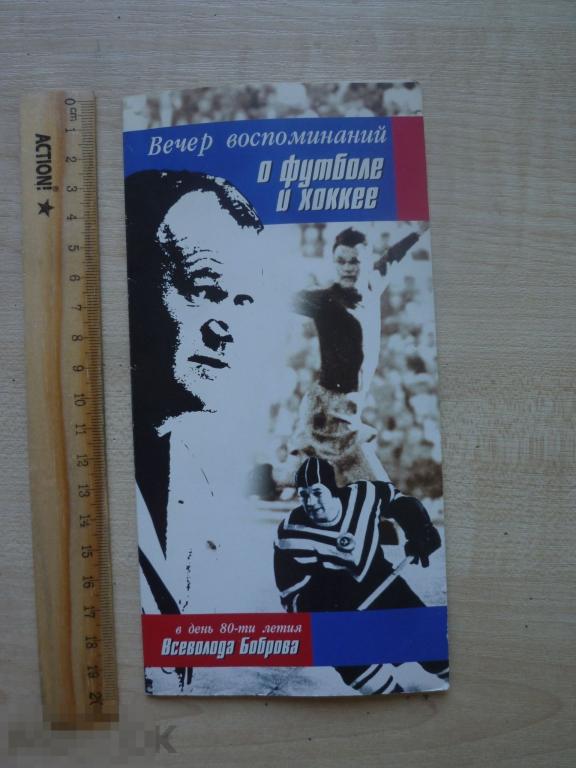 Вечер воспоминаний
о футболе
и хоккее
в день 80-ти летия
Всеволода Боброва
ACTION! ®
0 cm 1 2 3 4 5 6 7 8 9 10 11 12 13 14 15 16 17 18 19 20